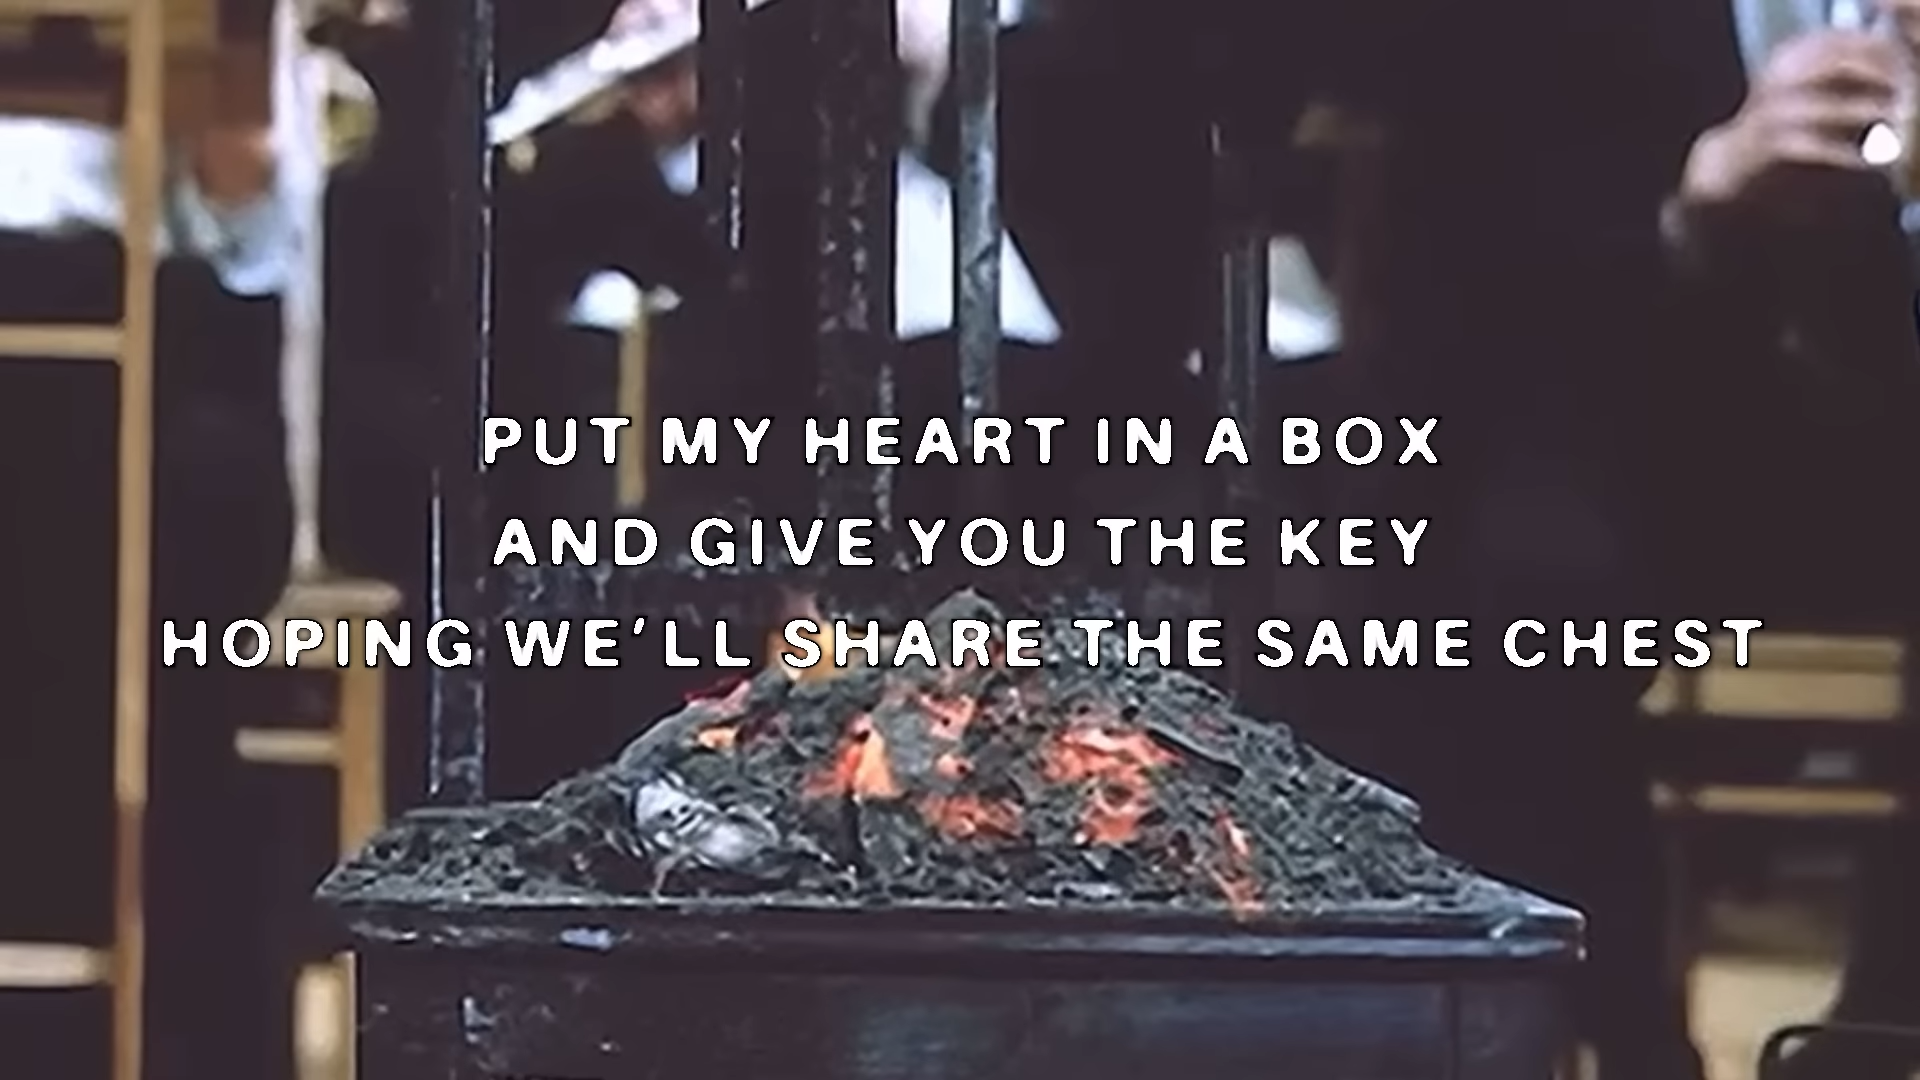 PUT MY HEART IN A BOX
AND GIVE YOU THE KEY
HOPING WE'LL SHARE THE SAME CHEST